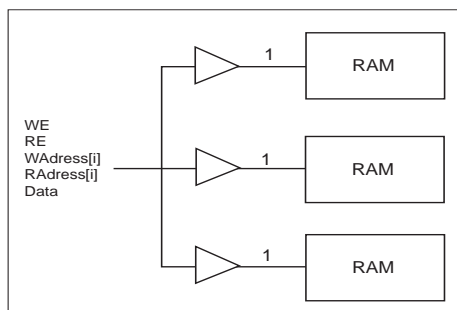 1
RAM
WE
RE
WAdress[i]
RAdress[i]
Data
1
RAM
1
RAM